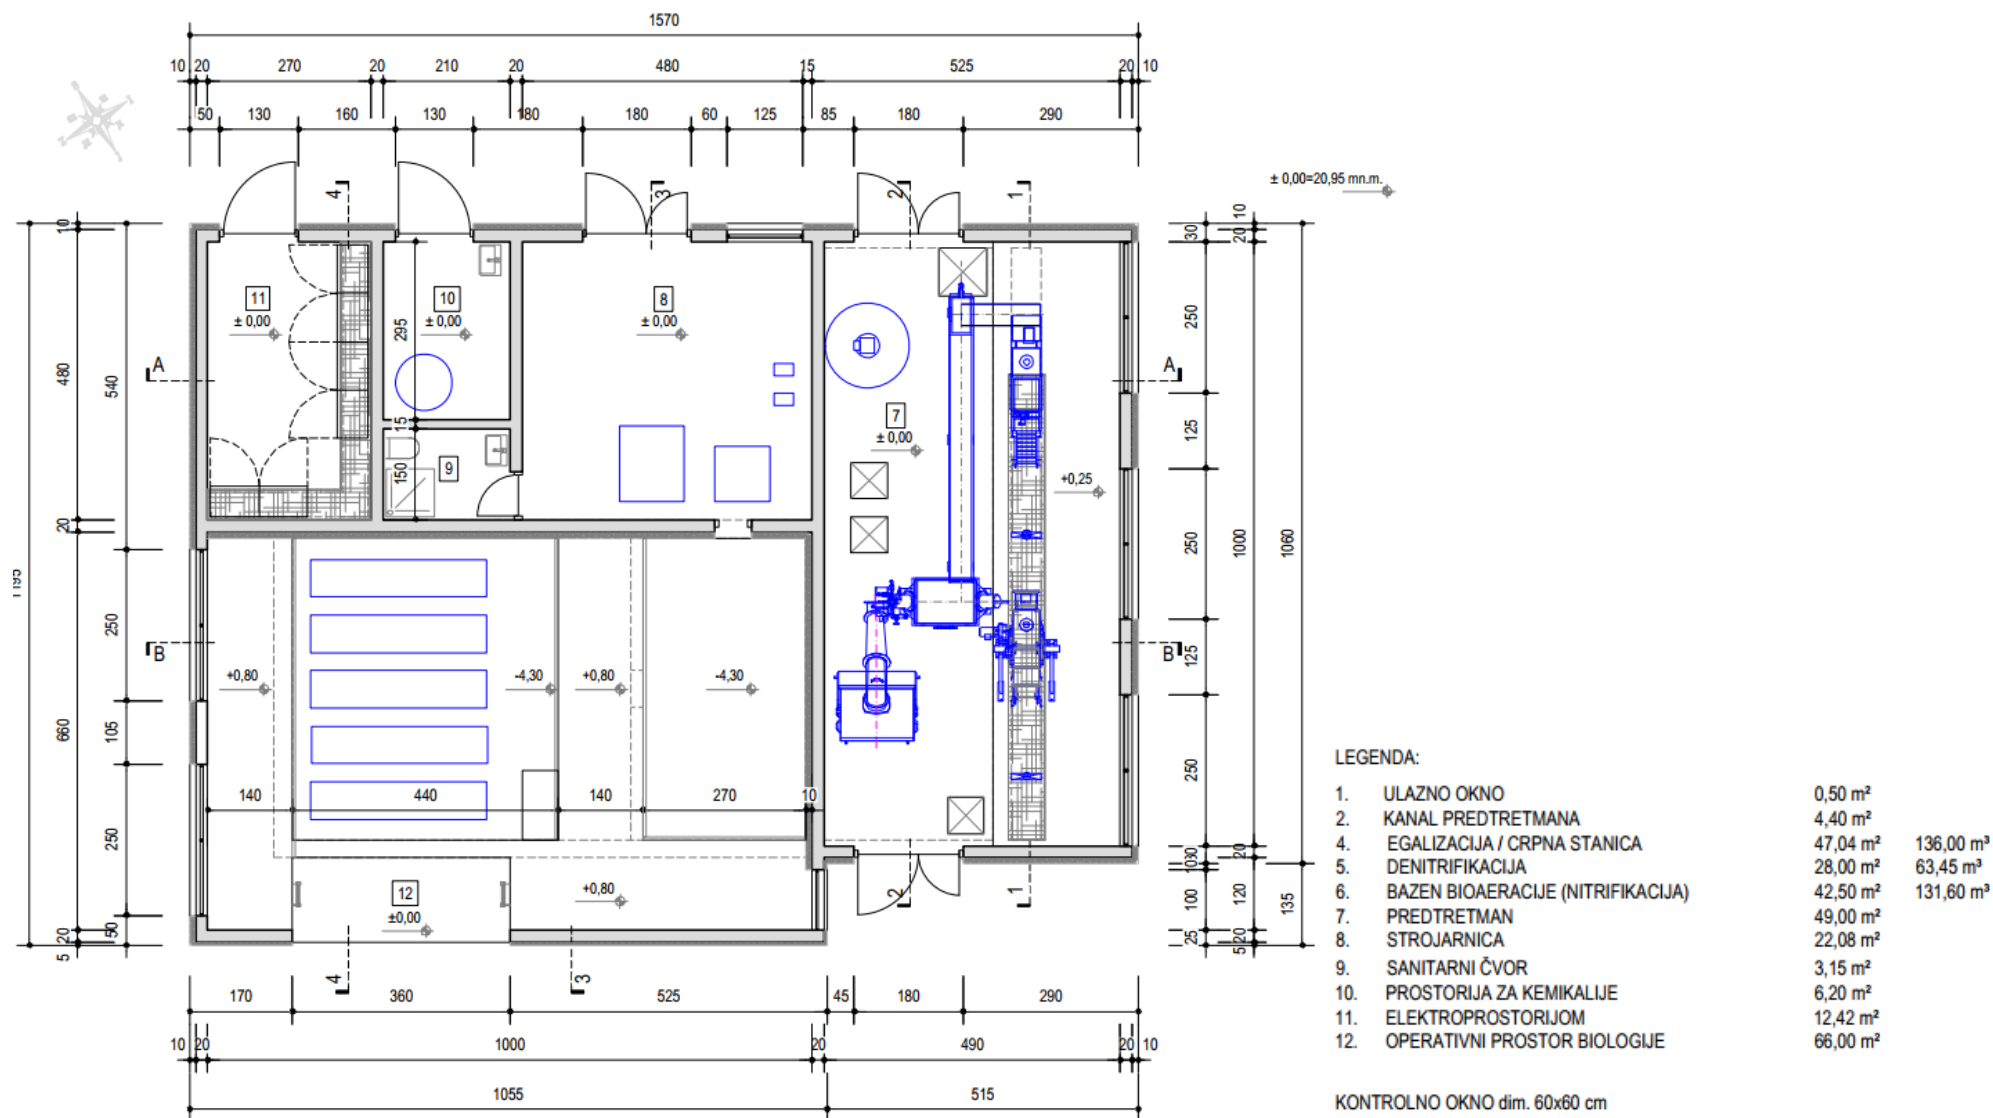 1570
10 20 270 20 210 20 480 15 525 20 10
50 130 160 130 180 180 60 125 85 180 290
4 3 2 1
± 0,00=20,95 mn.m.
10 30 20 10
11 ± 0,00
10 ± 0,00
8 ± 0,00
7 ± 0,00
9
295
15
150
A A
+0,25
480 540
20
250 125 250 125 250
1000 1060
1195
B B
250
660 105
250
+0,80 -4,30 +0,80 -4,30
140 440 140 270 10
12 ±0,00
+0,80
20 50
5
10 30 20
100 120 135
25 20
5
4 3 2 1
170 360 525 45 180 290
10 20 1000 20 490 20 10
1055 515
LEGENDA:
1. ULAZNO OKNO 0,50 m²
2. KANAL PREDTRETMANA 4,40 m²
4. EGALIZACIJA / CRPNA STANICA 47,04 m² 136,00 m³
5. DENITRIFIKACIJA 28,00 m² 63,45 m³
6. BAZEN BIOAERACIJE (NITRIFIKACIJA) 42,50 m² 131,60 m³
7. PREDTRETMAN 49,00 m²
8. STROJARNICA 22,08 m²
9. SANITARNI ČVOR 3,15 m²
10. PROSTORIJA ZA KEMIKALIJE 6,20 m²
11. ELEKTROPROSTORIJOM 12,42 m²
12. OPERATIVNI PROSTOR BIOLOGIJE 66,00 m²
KONTROLNO OKNO dim. 60x60 cm